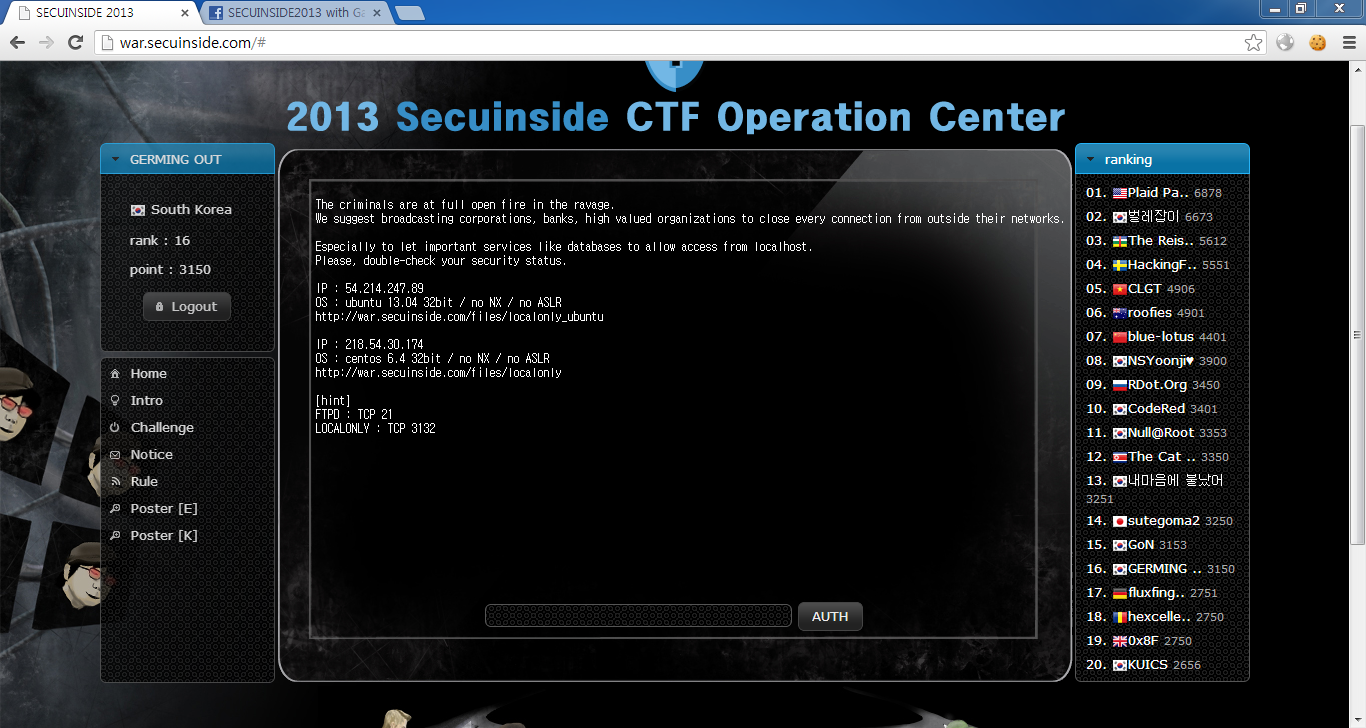 SECUINSIDE 2013
SECUINSIDE2013 with Ga
war.secuinside.com/#
2013 Secuinside CTF Operation Center
GERMING OUT
South Korea
rank : 16
point : 3150
Logout
Home
Intro
Challenge
Notice
Rule
Poster [E]
Poster [K]
The criminals are at full open fire in the ravage.
We suggest broadcasting corporations, banks, high valued organizations to close every connection from outside their networks.
Especially to let important services like databases to allow access from localhost.
Please, double-check your security status.
IP : 54.214.247.89
OS : ubuntu 13.04 32bit / no NX / no ASLR
http://war.secuinside.com/files/localonly_ubuntu
IP : 218.54.30.174
OS : centos 6.4 32bit / no NX / no ASLR
http://war.secuinside.com/files/localonly
[hint]
FTPD : TCP 21
LOCALONLY : TCP 3132
AUTH
ranking
01. Plaid Pa.. 6878
02. 벌레잡이 6673
03. The Reis.. 5612
04. HackingF.. 5551
05. CLGT 4906
06. roofies 4901
07. blue-lotus 4401
08. NSYoonji♥ 3900
09. RDot.Org 3450
10. CodeRed 3401
11. Null@Root 3353
12. The Cat .. 3350
13. 내마음에 불났어
3251
14. sutegoma2 3250
15. GoN 3153
16. GERMING .. 3150
17. fluxfing.. 2751
18. hexcelle.. 2750
19. 0x8F 2750
20. KUICS 2656